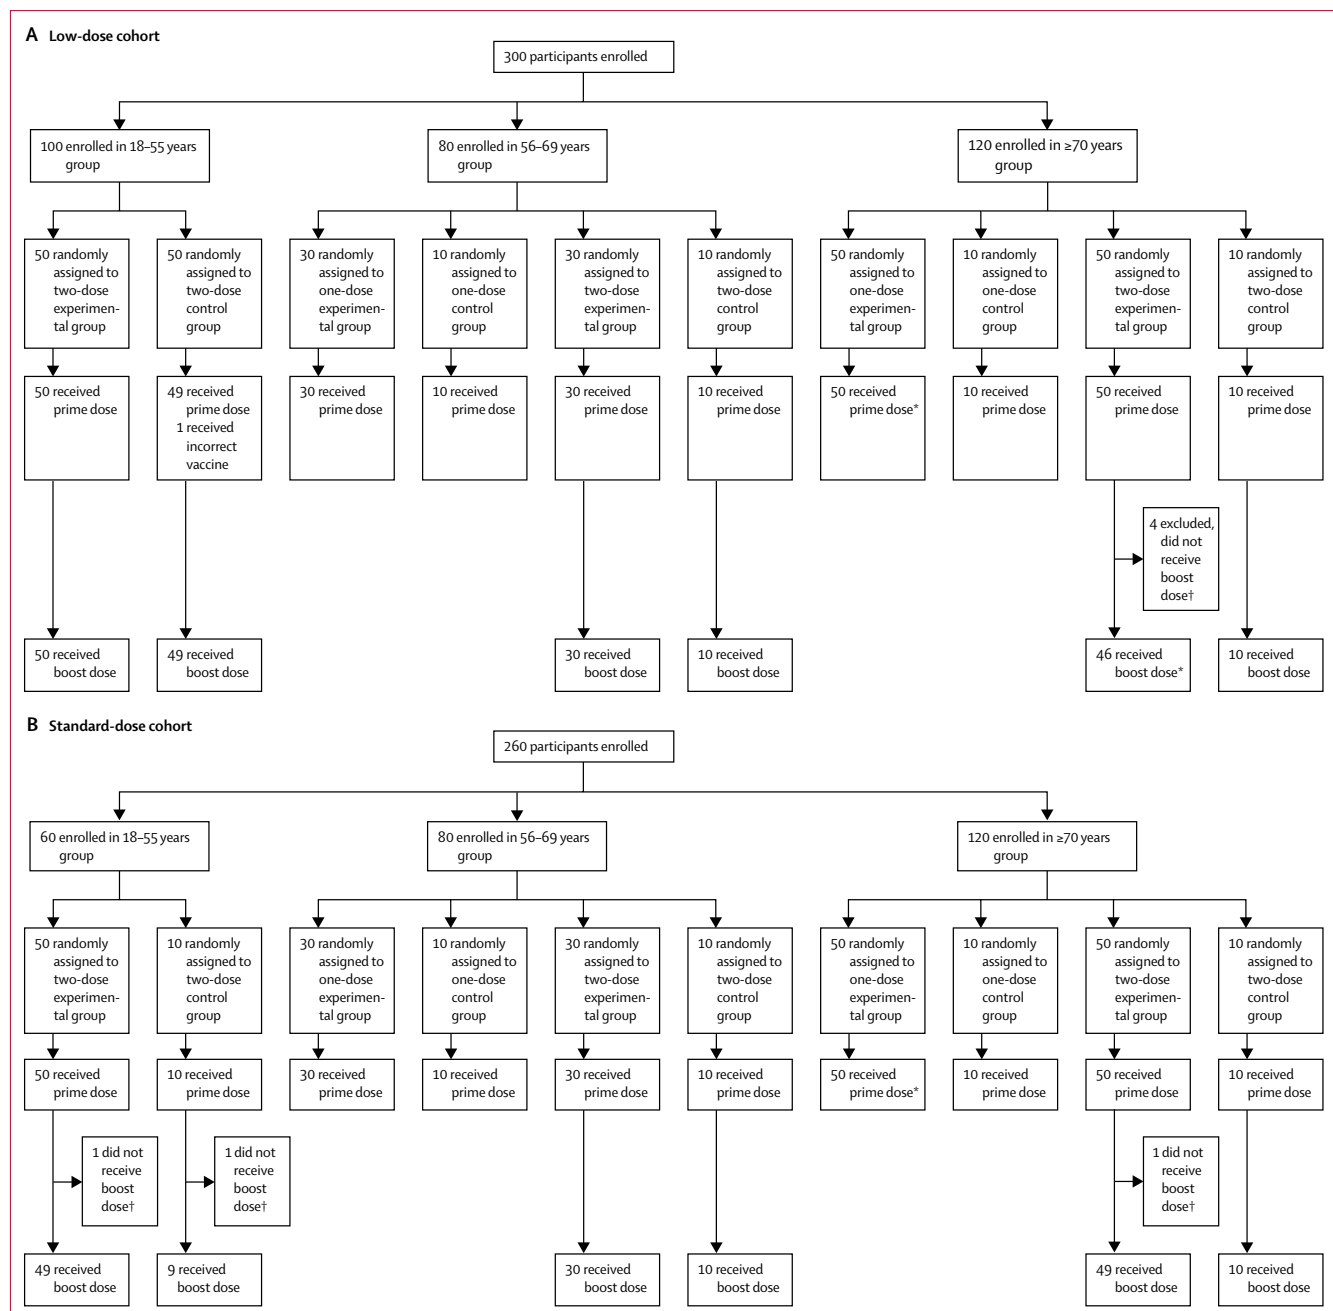 A Low-dose cohort
300 participants enrolled
100 enrolled in 18–55 years
group
80 enrolled in 56–69 years
group
120 enrolled in ≥70 years
group
50 randomly
assigned to
two-dose
experimen-
tal group
50 randomly
assigned to
two-dose
control
group
30 randomly
assigned to
one-dose
experimen-
tal group
10 randomly
assigned to
one-dose
control
group
30 randomly
assigned to
two-dose
experimen-
tal group
10 randomly
assigned to
two-dose
control
group
50 randomly
assigned to
one-dose
experimen-
tal group
10 randomly
assigned to
one-dose
control
group
50 randomly
assigned to
two-dose
experimen-
tal group
10 randomly
assigned to
two-dose
control
group
50 received
prime dose
49 received
prime dose
1 received
incorrect
vaccine
30 received
prime dose
10 received
prime dose
30 received
prime dose
10 received
prime dose
50 received
prime dose*
10 received
prime dose
50 received
prime dose
10 received
prime dose
4 excluded,
did not
receive
boost
dose†
50 received
boost dose
49 received
boost dose
30 received
boost dose
10 received
boost dose
46 received
boost dose*
10 received
boost dose
B Standard-dose cohort
260 participants enrolled
60 enrolled in 18–55 years
group
80 enrolled in 56–69 years
group
120 enrolled in ≥70 years
group
50 randomly
assigned to
two-dose
experimen-
tal group
10 randomly
assigned to
two-dose
control
group
30 randomly
assigned to
one-dose
experimen-
tal group
10 randomly
assigned to
one-dose
control
group
30 randomly
assigned to
two-dose
experimen-
tal group
10 randomly
assigned to
two-dose
control
group
50 randomly
assigned to
one-dose
experimen-
tal group
10 randomly
assigned to
one-dose
control
group
50 randomly
assigned to
two-dose
experimen-
tal group
10 randomly
assigned to
two-dose
control
group
50 received
prime dose
10 received
prime dose
30 received
prime dose
10 received
prime dose
30 received
prime dose
10 received
prime dose
50 received
prime dose*
10 received
prime dose
50 received
prime dose
10 received
prime dose
1 did not
receive
boost
dose†
1 did not
receive
boost
dose†
1 did not
receive
boost
dose†
49 received
boost dose
9 received
boost dose
30 received
boost dose
10 received
boost dose
49 received
boost dose
10 received
boost dose